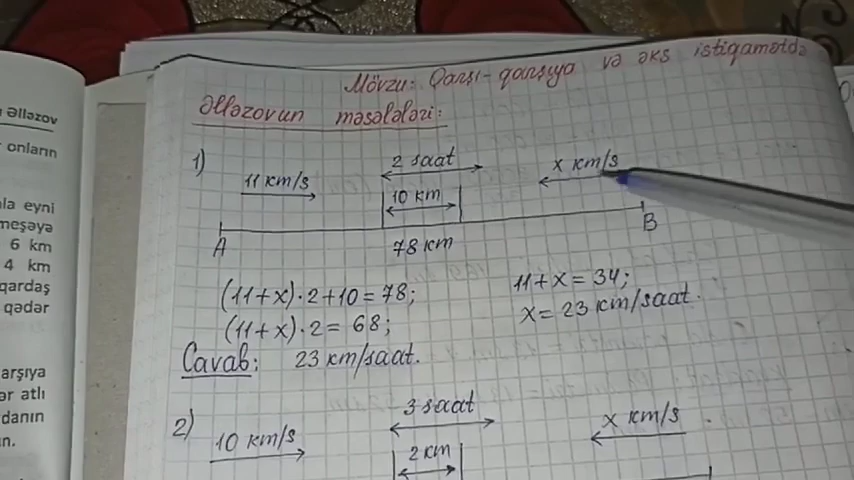 Mövzu: Qarşı-qarşıya və əks istiqamətdə
Əlləzovun məsələləri:
1)
11 km/s
2 saat
x km/s
10 km
A
78 km
B
(11+x)·2+10=78;
11+x=34;
(11+x)·2=68;
x=23 km/saat.
Cavab: 23 km/saat.
2)
10 km/s
3 saat
x km/s
2 km
Əlləzov
onların
la eyni
meşəyə
6 km
4 km
qardaş
qədər
arşıya
ər atlı
danın
n.